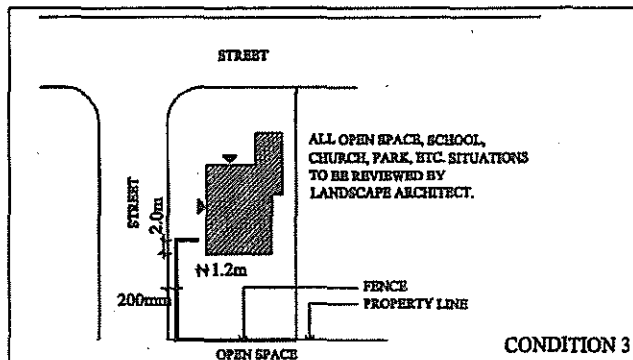 STREET
ALL OPEN SPACE, SCHOOL,
CHURCH, PARK, ETC. SITUATIONS
TO BE REVIEWED BY
LANDSCAPE ARCHITECT.
STREET
2.0m
1.2m
200mm
FENCE
PROPERTY LINE
OPEN SPACE
CONDITION 3